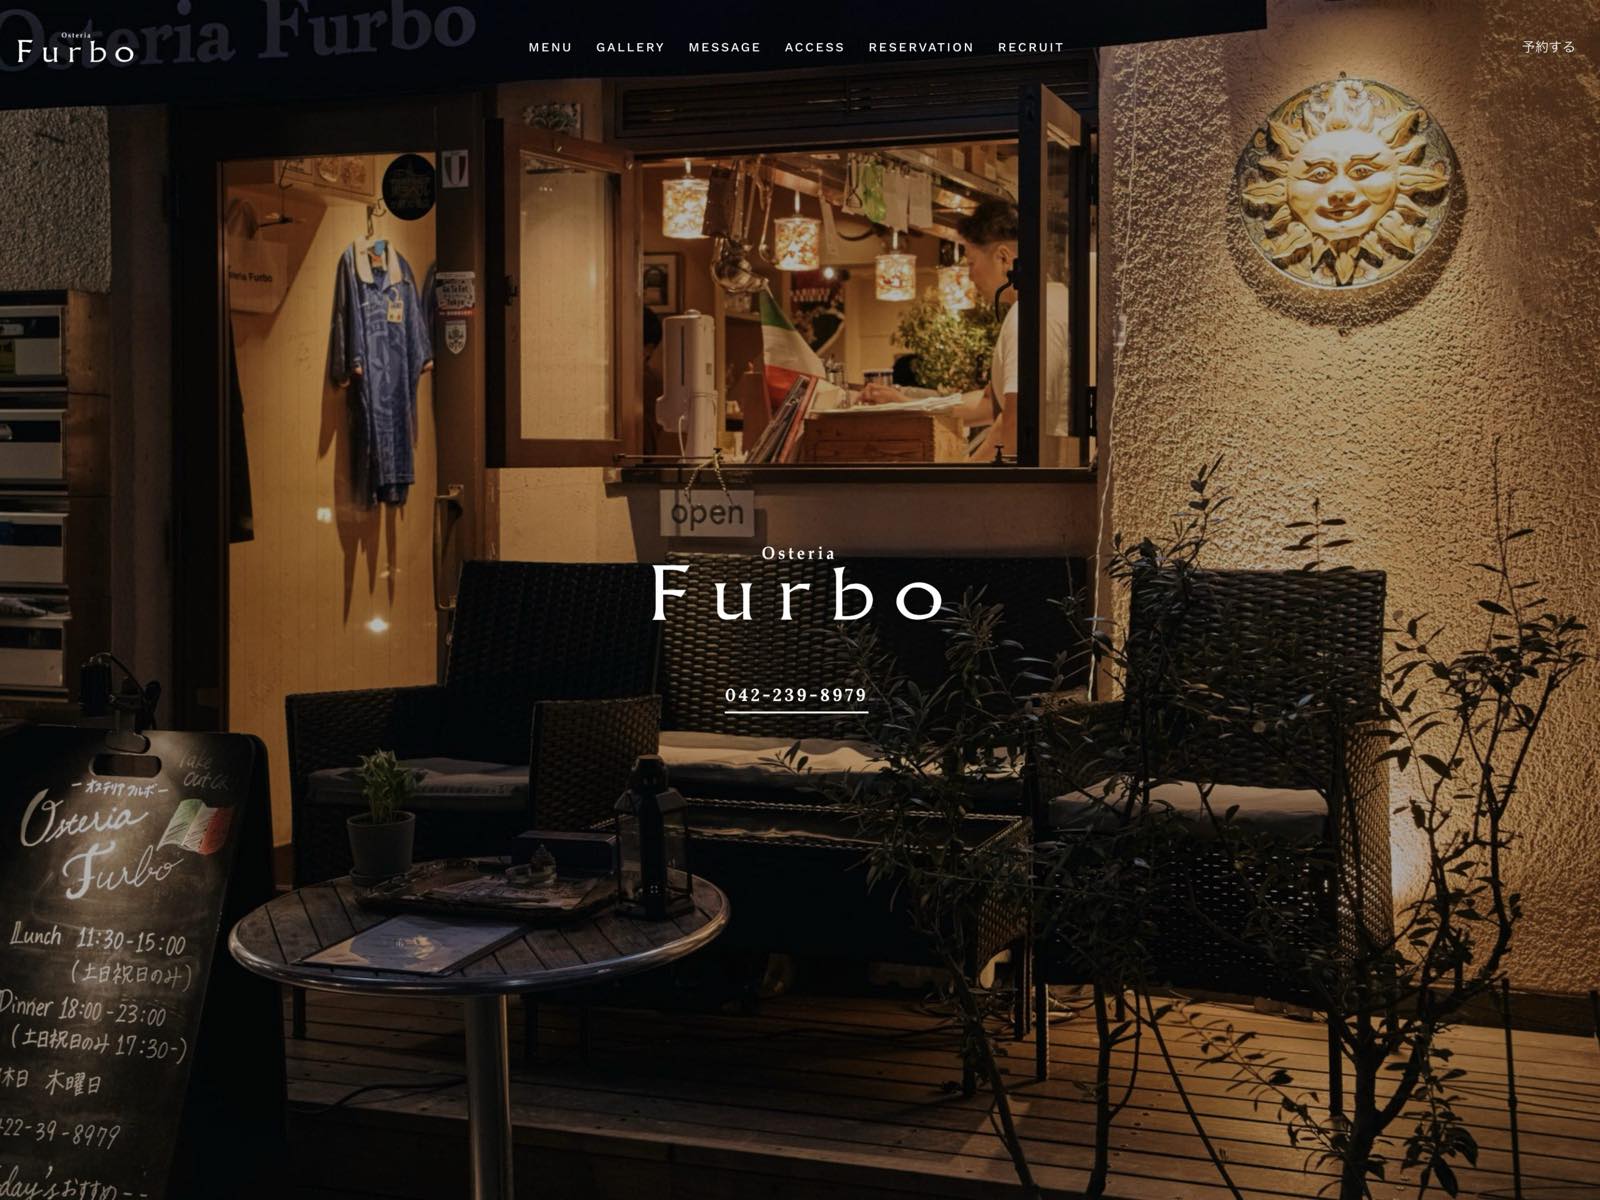 Osteria Furbo
Osteria
Furbo
MENU GALLERY MESSAGE ACCESS RESERVATION RECRUIT
予約する
open
Osteria
Furbo
042-239-8979
Take
Out OK
ーオステリア フルボーー
Osteria
Furbo
Lunch 11:30-15:00
(土日祝日のみ)
Dinner 18:00-23:00
(土日祝日のみ 17:30-)
休日 木曜日
422-39-8979
day'sおすすめ--